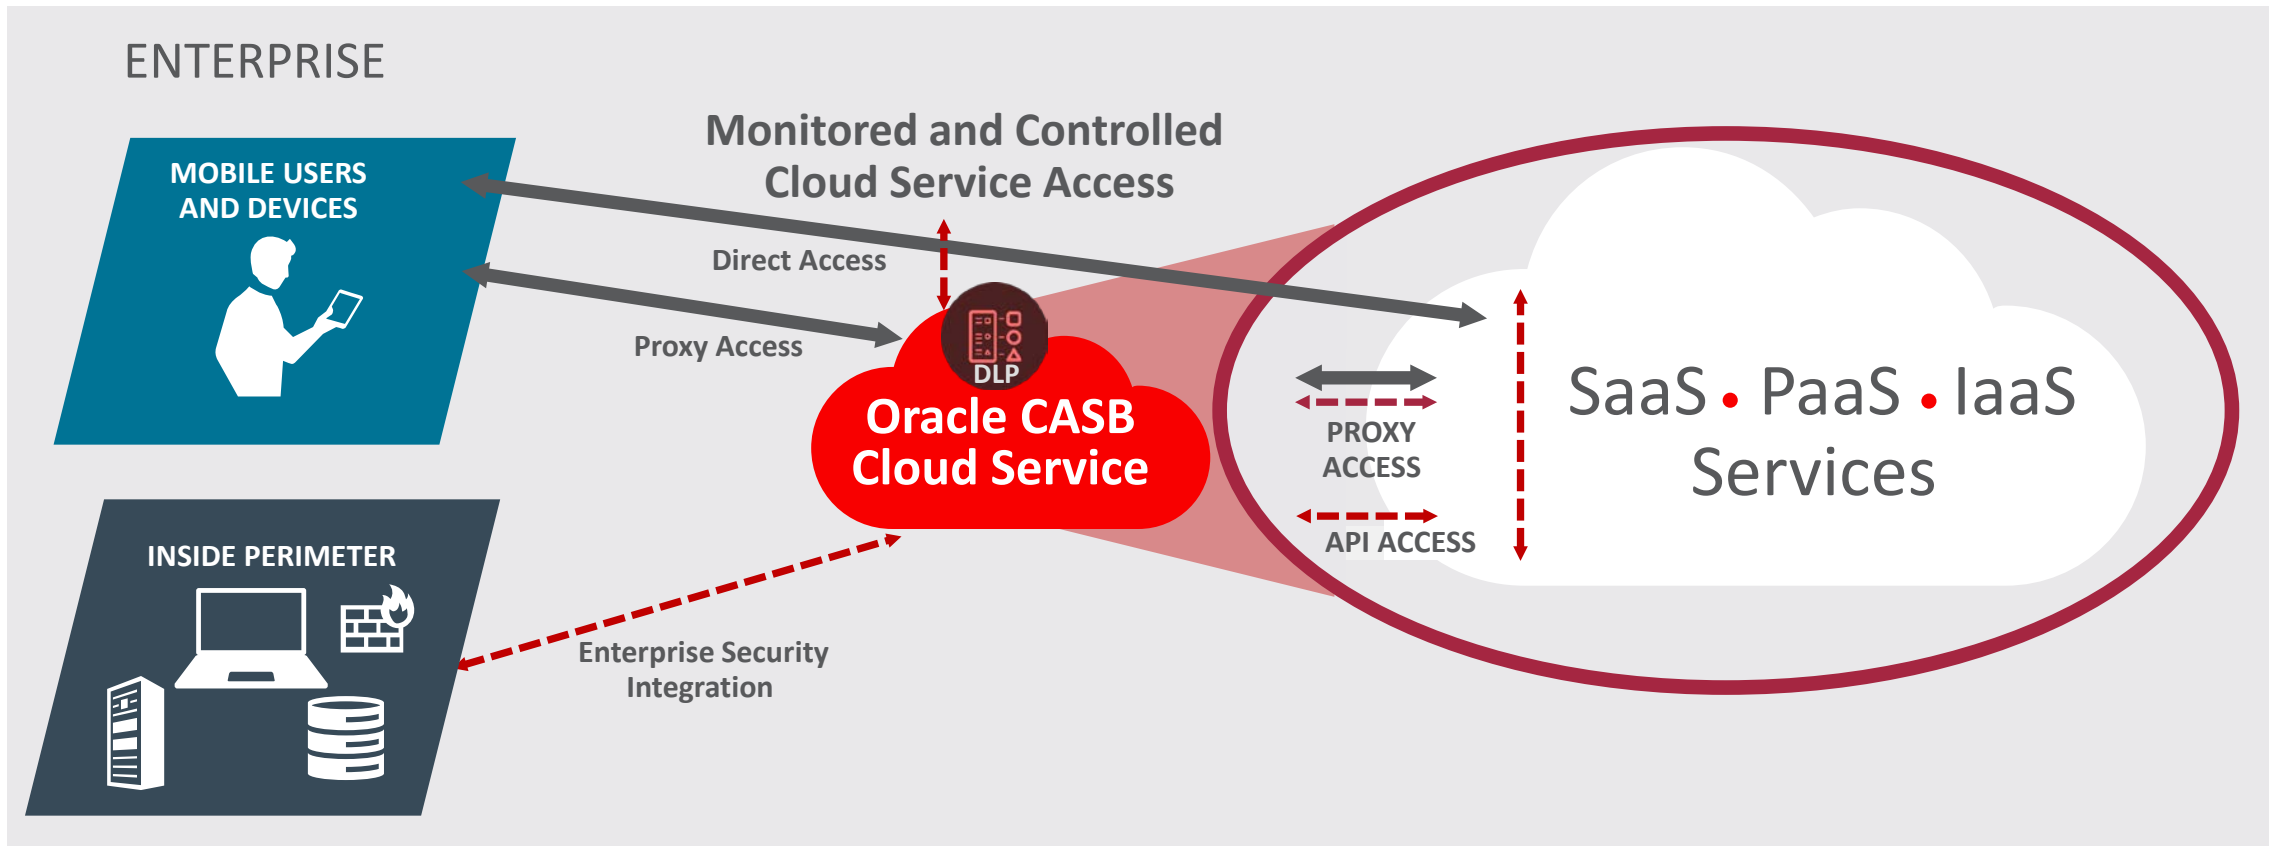 ENTERPRISE
MOBILE USERS
AND DEVICES
Monitored and Controlled
Cloud Service Access
Direct Access
Proxy Access
DLP
Oracle CASB
Cloud Service
PROXY
ACCESS
API ACCESS
SaaS • PaaS • IaaS
Services
INSIDE PERIMETER
Enterprise Security
Integration